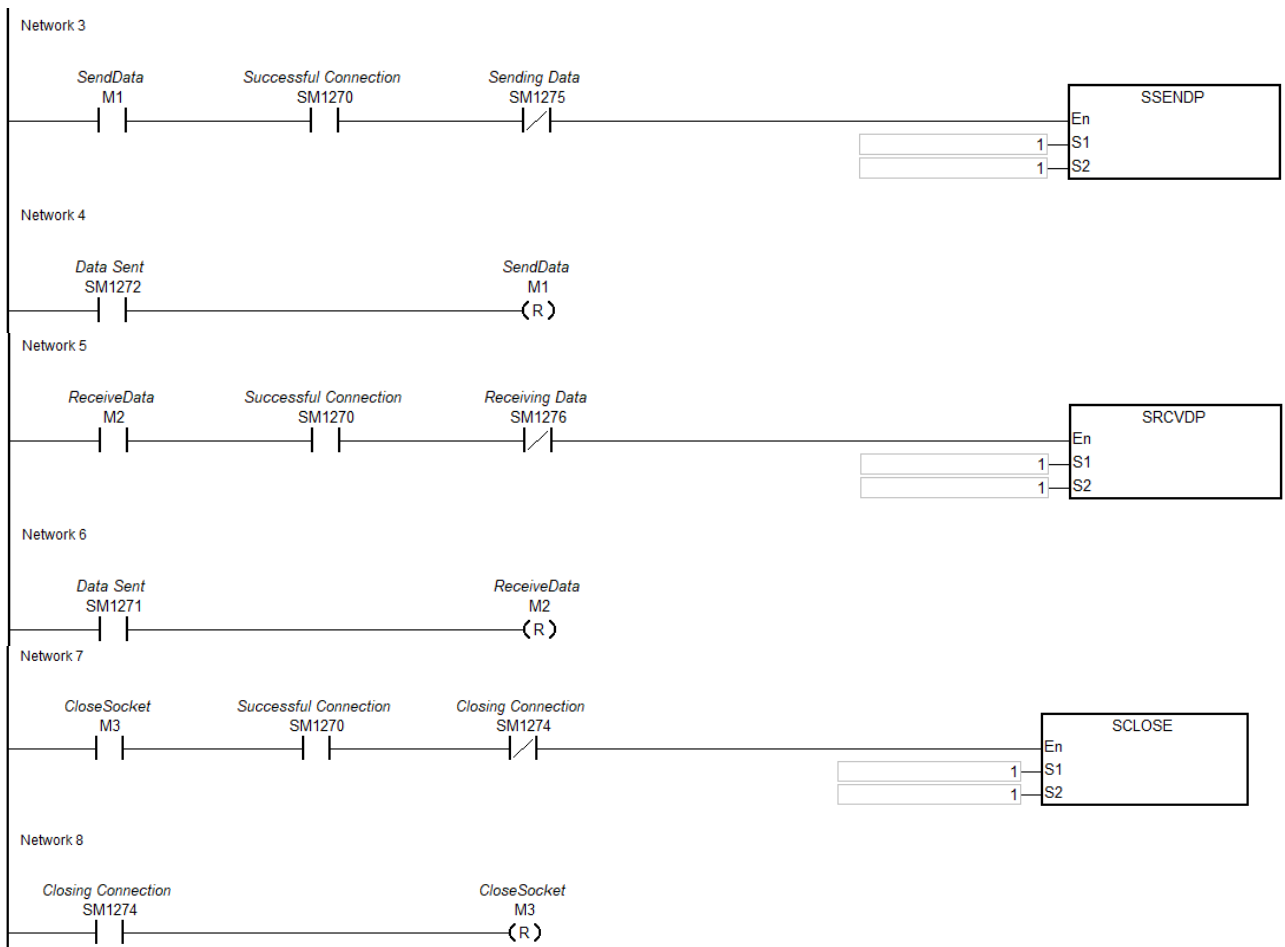 Network 3
SendData Successful Connection Sending Data
M1 SM1270 SM1275 SSENDP
En
1 S1
1 S2
Network 4
Data Sent SendData
SM1272 M1
( R )
Network 5
ReceiveData Successful Connection Receiving Data
M2 SM1270 SM1276 SRCVDP
En
1 S1
1 S2
Network 6
Data Sent ReceiveData
SM1271 M2
( R )
Network 7
CloseSocket Successful Connection Closing Connection
M3 SM1270 SM1274 SCLOSE
En
1 S1
1 S2
Network 8
Closing Connection CloseSocket
SM1274 M3
( R )